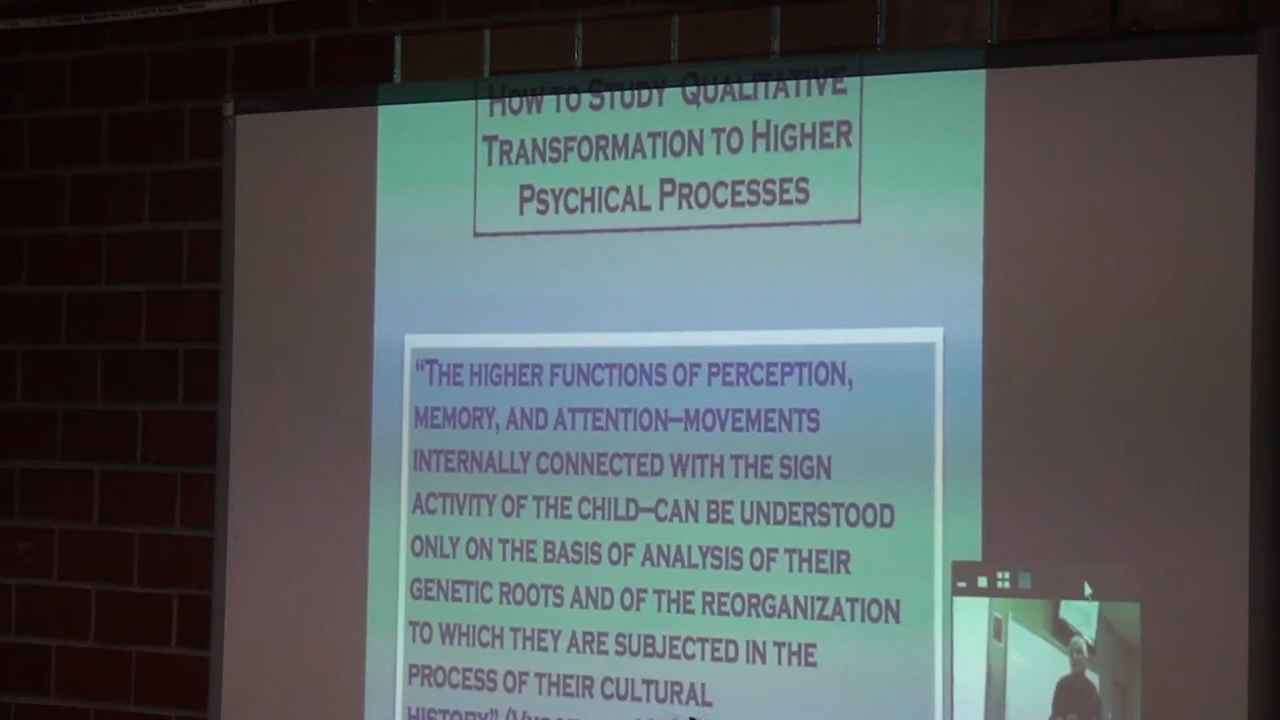 HOW TO STUDY QUALITATIVE
TRANSFORMATION TO HIGHER
PSYCHICAL PROCESSES
“THE HIGHER FUNCTIONS OF PERCEPTION,
MEMORY, AND ATTENTION—MOVEMENTS
INTERNALLY CONNECTED WITH THE SIGN
ACTIVITY OF THE CHILD—CAN BE UNDERSTOOD
ONLY ON THE BASIS OF ANALYSIS OF THEIR
GENETIC ROOTS AND OF THE REORGANIZATION
TO WHICH THEY ARE SUBJECTED IN THE
PROCESS OF THEIR CULTURAL
HISTORY”